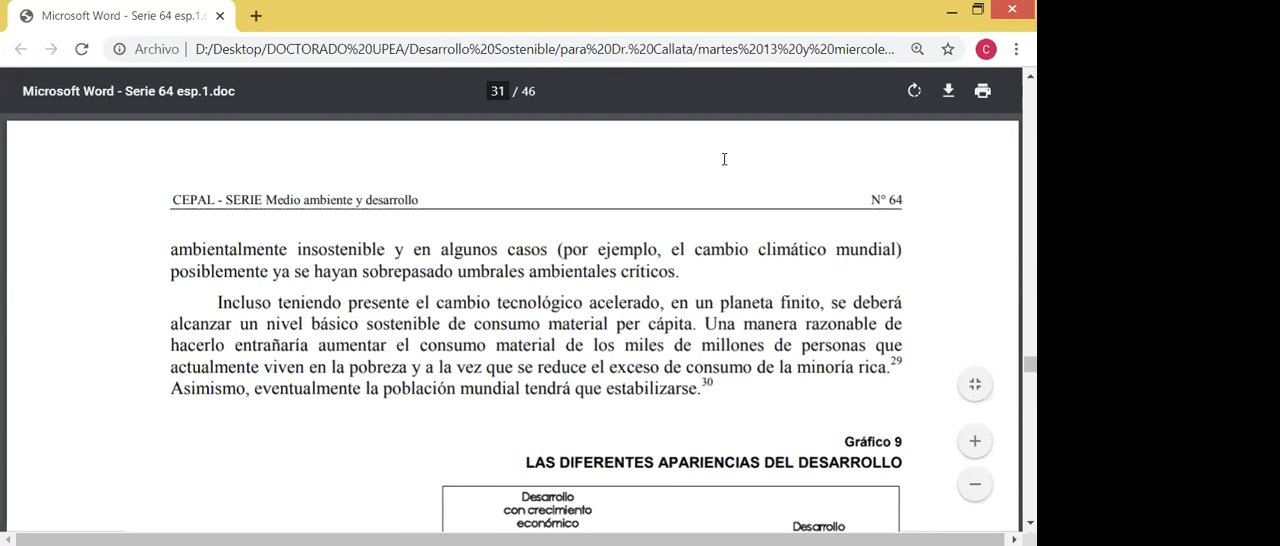 Microsoft Word - Serie 64 esp.1.c
Archivo D:/Desktop/DOCTORADO%20UPEA/Desarrollo%20Sostenible/para%20Dr.%20Callata/martes%2013%20y%20miercole...
C
Microsoft Word - Serie 64 esp.1.doc 31 / 46
CEPAL - SERIE Medio ambiente y desarrollo N° 64
ambientalmente insostenible y en algunos casos (por ejemplo, el cambio climático mundial)
posiblemente ya se hayan sobrepasado umbrales ambientales críticos.
Incluso teniendo presente el cambio tecnológico acelerado, en un planeta finito, se deberá
alcanzar un nivel básico sostenible de consumo material per cápita. Una manera razonable de
hacerlo entrañaría aumentar el consumo material de los miles de millones de personas que
actualmente viven en la pobreza y a la vez que se reduce el exceso de consumo de la minoría rica.29
Asimismo, eventualmente la población mundial tendrá que estabilizarse.30
Gráfico 9
LAS DIFERENTES APARIENCIAS DEL DESARROLLO
Desarrollo
con crecimiento
económico
Desarrollo